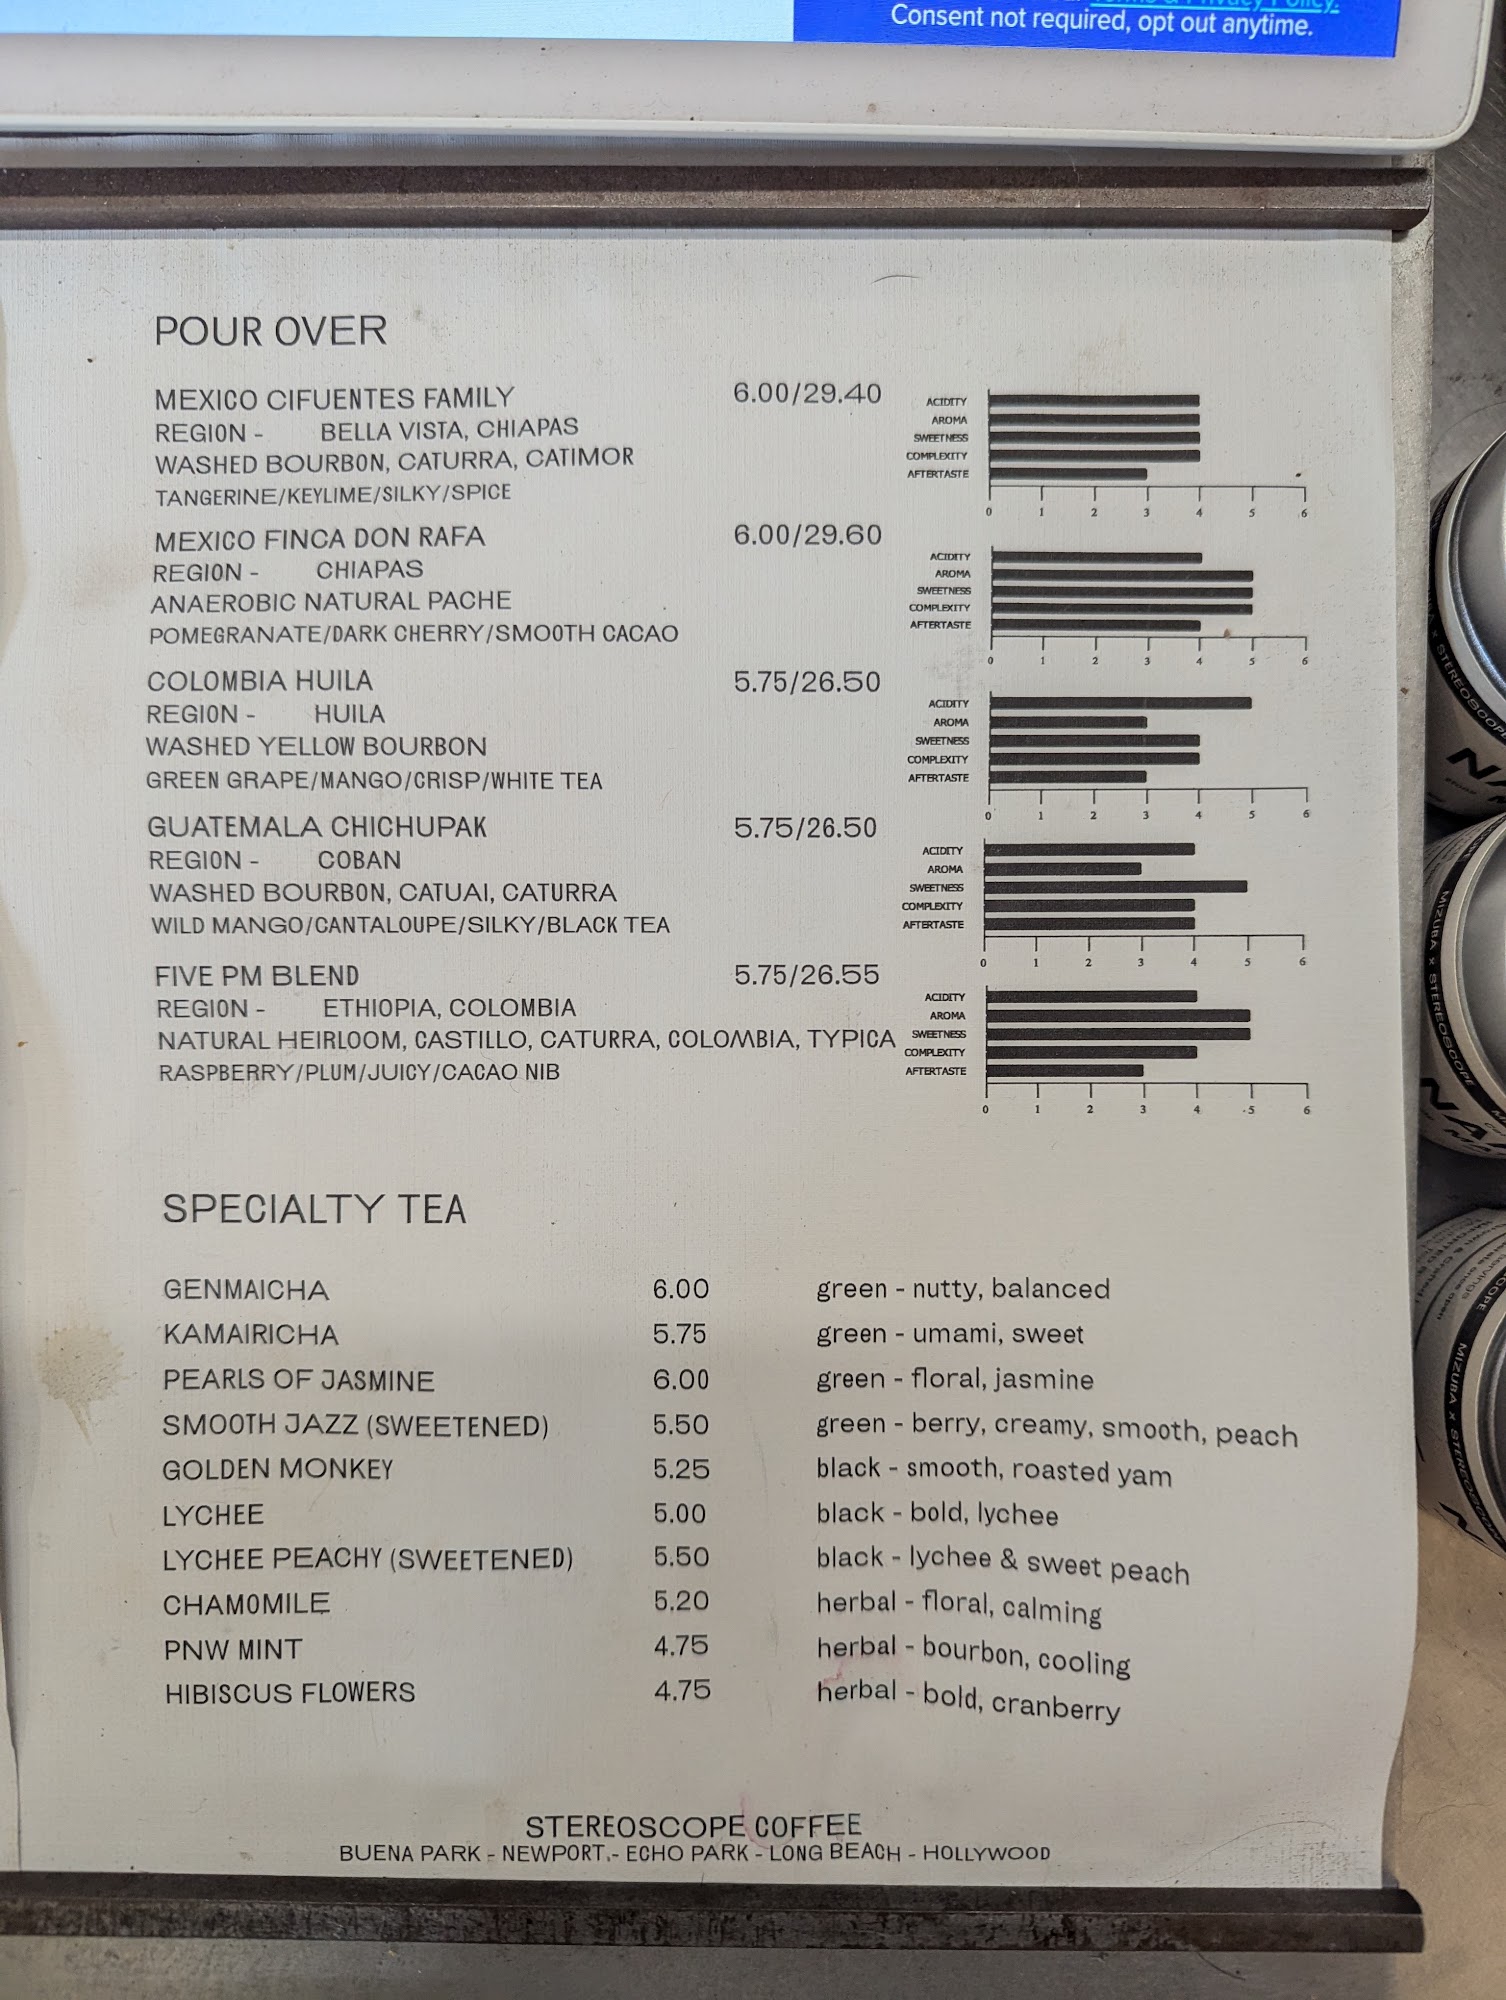 Terms & Privacy Policy.
Consent not required, opt out anytime.
POUR OVER
MEXICO CIFUENTES FAMILY 6.00/29.40
REGION - BELLA VISTA, CHIAPAS
WASHED BOURBON, CATURRA, CATIMOR
TANGERINE/KEYLIME/SILKY/SPICE
ACIDITY
AROMA
SWEETNESS
COMPLEXITY
AFTERTASTE
0 1 2 3 4 5 6
MEXICO FINCA DON RAFA 6.00/29.60
REGION - CHIAPAS
ANAEROBIC NATURAL PACHE
POMEGRANATE/DARK CHERRY/SMOOTH CACAO
ACIDITY
AROMA
SWEETNESS
COMPLEXITY
AFTERTASTE
0 1 2 3 4 5 6
COLOMBIA HUILA 5.75/26.50
REGION - HUILA
WASHED YELLOW BOURBON
GREEN GRAPE/MANGO/CRISP/WHITE TEA
ACIDITY
AROMA
SWEETNESS
COMPLEXITY
AFTERTASTE
0 1 2 3 4 5 6
GUATEMALA CHICHUPAK 5.75/26.50
REGION - COBAN
WASHED BOURBON, CATUAI, CATURRA
WILD MANGO/CANTALOUPE/SILKY/BLACK TEA
ACIDITY
AROMA
SWEETNESS
COMPLEXITY
AFTERTASTE
0 1 2 3 4 5 6
FIVE PM BLEND 5.75/26.55
REGION - ETHIOPIA, COLOMBIA
NATURAL HEIRLOOM, CASTILLO, CATURRA, COLOMBIA, TYPICA
RASPBERRY/PLUM/JUICY/CACAO NIB
ACIDITY
AROMA
SWEETNESS
COMPLEXITY
AFTERTASTE
0 1 2 3 4 5 6
SPECIALTY TEA
GENMAICHA 6.00 green - nutty, balanced
KAMAIRICHA 5.75 green - umami, sweet
PEARLS OF JASMINE 6.00 green - floral, jasmine
SMOOTH JAZZ (SWEETENED) 5.50 green - berry, creamy, smooth, peach
GOLDEN MONKEY 5.25 black - smooth, roasted yam
LYCHEE 5.00 black - bold, lychee
LYCHEE PEACHY (SWEETENED) 5.50 black - lychee & sweet peach
CHAMOMILE 5.20 herbal - floral, calming
PNW MINT 4.75 herbal - bourbon, cooling
HIBISCUS FLOWERS 4.75 herbal - bold, cranberry
STEREOSCOPE COFFEE
BUENA PARK - NEWPORT - ECHO PARK - LONG BEACH - HOLLYWOOD
× STEREOSCOPE
MIZUBA × STEREOSCOPE
MIZUBA × STEREOSCOPE